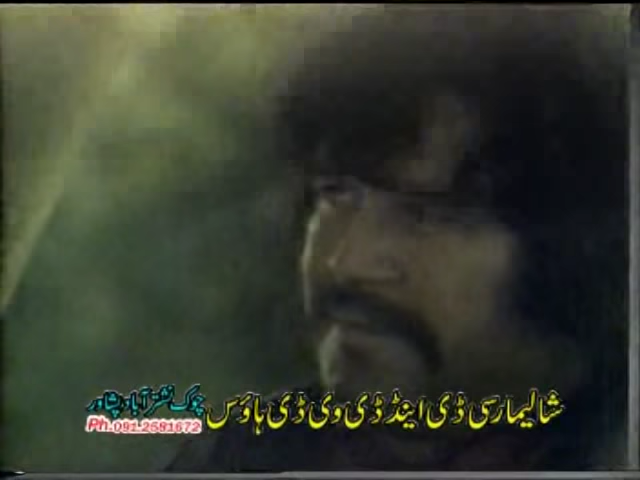 شالیمار سی ڈی اینڈ ڈی وی ڈی ہاؤس
چوک نشتر آباد پشاور
Ph.091.2581672